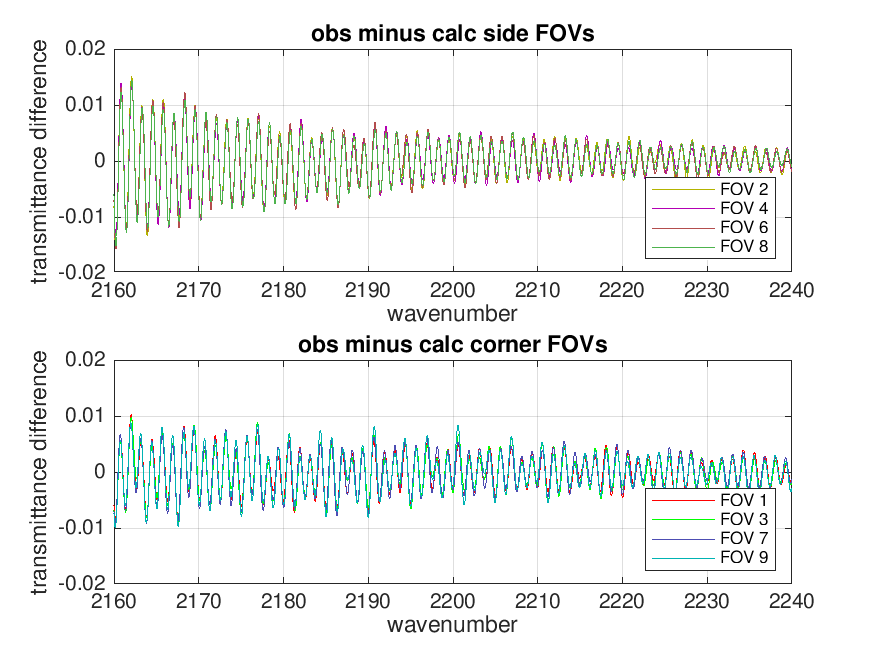 obs minus calc side FOVs
transmittance difference
0.02
0.01
0
-0.01
-0.02
FOV 2
FOV 4
FOV 6
FOV 8
2160 2170 2180 2190 2200 2210 2220 2230 2240
wavenumber
obs minus calc corner FOVs
transmittance difference
0.02
0.01
0
-0.01
-0.02
FOV 1
FOV 3
FOV 7
FOV 9
2160 2170 2180 2190 2200 2210 2220 2230 2240
wavenumber